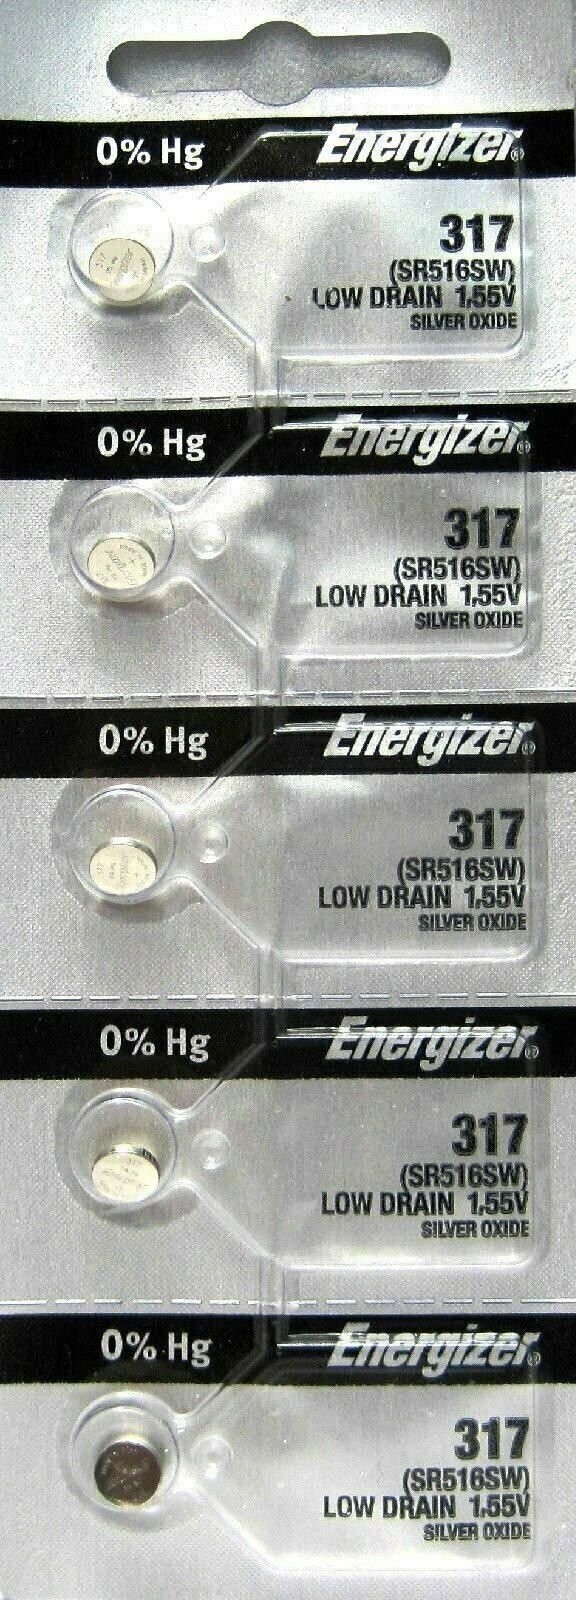 0% Hg Energizer®
317
(SR516SW)
LOW DRAIN 1.55V
SILVER OXIDE
0% Hg Energizer®
317
(SR516SW)
LOW DRAIN 1.55V
SILVER OXIDE
0% Hg Energizer®
317
(SR516SW)
LOW DRAIN 1.55V
SILVER OXIDE
0% Hg Energizer®
317
(SR516SW)
LOW DRAIN 1.55V
SILVER OXIDE
0% Hg Energizer®
317
(SR516SW)
LOW DRAIN 1.55V
SILVER OXIDE